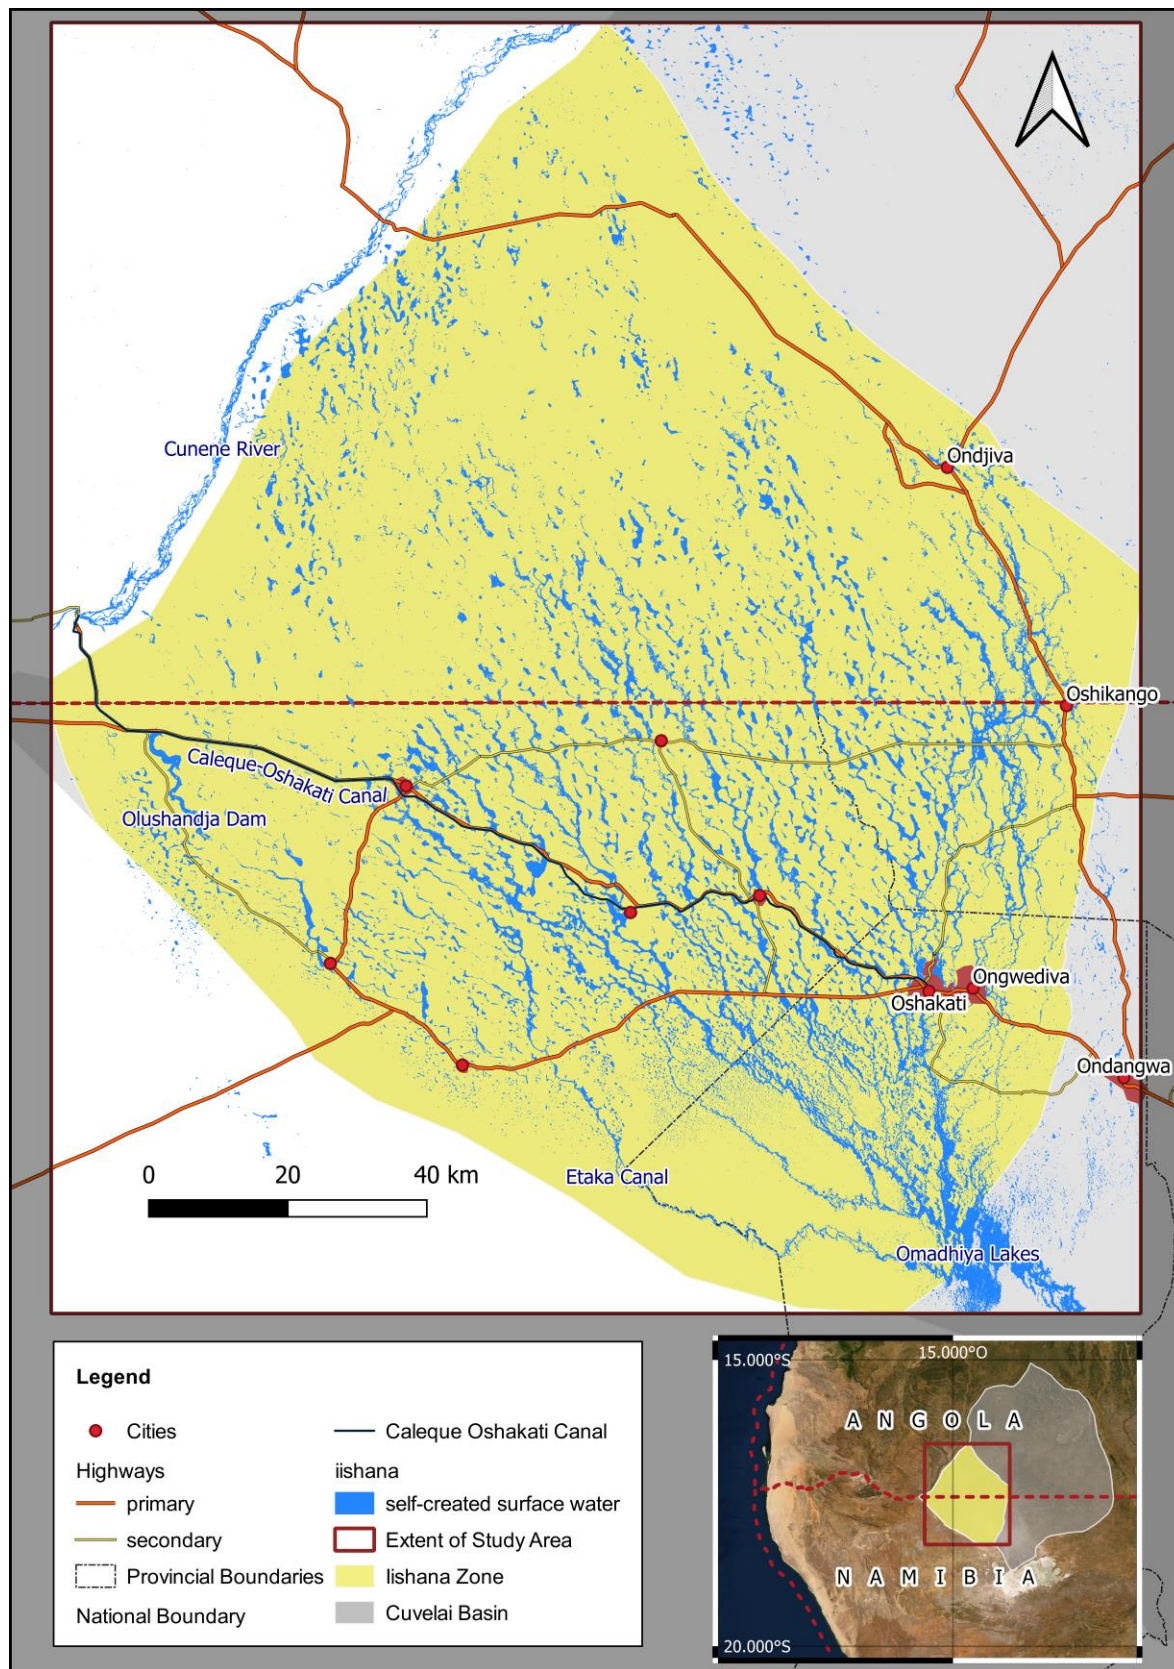 Ondjiva
Cunene River
Oshikango
Caleque-Oshakati Canal
Olushandja Dam
Ongwediva
Oshakati
Ondangwa
Etaka Canal
Omadhiya Lakes
0 20 40 km
Legend
Cities
Highways
primary
secondary
Provincial Boundaries
National Boundary
Caleque Oshakati Canal
iishana
self-created surface water
Extent of Study Area
Iishana Zone
Cuvelai Basin
15.000°S
15.000°O
ANGOLA
NAMIBIA
20.000°S